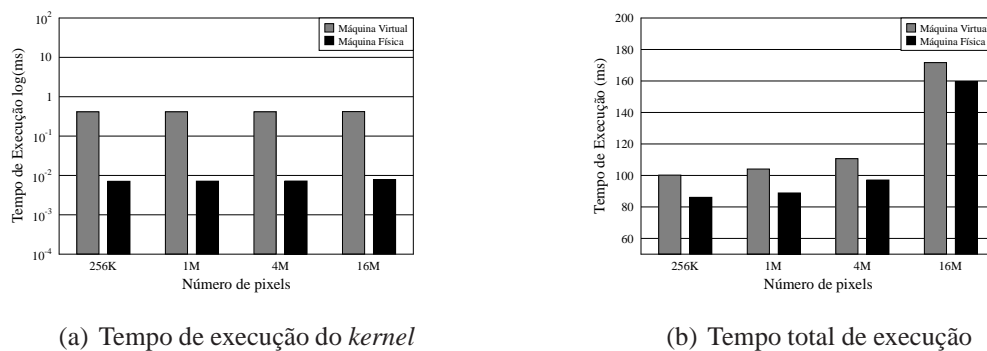 10^2
10
1
10^-1
10^-2
10^-3
10^-4
Tempo de Execução log(ms)
Máquina Virtual
Máquina Física
256K 1M 4M 16M
Número de pixels
(a) Tempo de execução do kernel
200
180
160
140
120
100
80
60
Tempo de Execução (ms)
Máquina Virtual
Máquina Física
256K 1M 4M 16M
Número de pixels
(b) Tempo total de execução